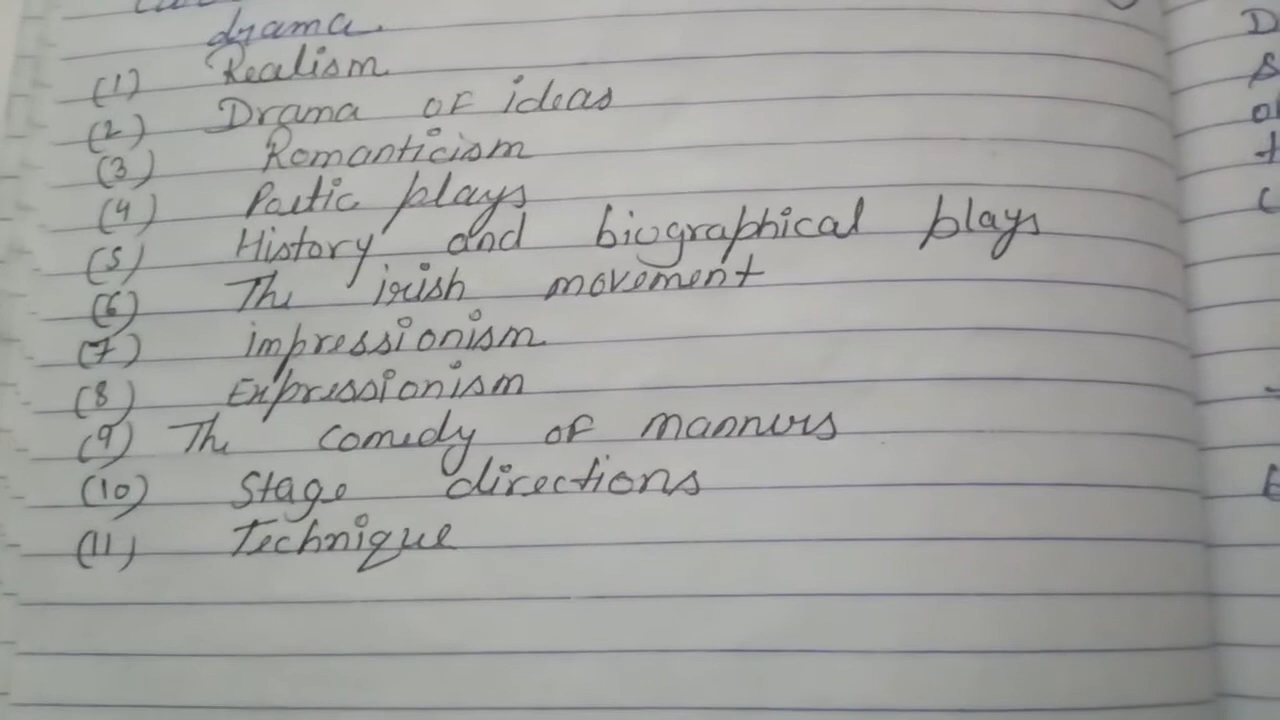 drama.
(1) Realism
(2) Drama of ideas
(3) Romanticism
(4) Poetic plays
(5) History and biographical plays
(6) The irish movement
(7) impressionism
(8) Expressionism
(9) The comedy of manners
(10) Stage directions
(11) Technique